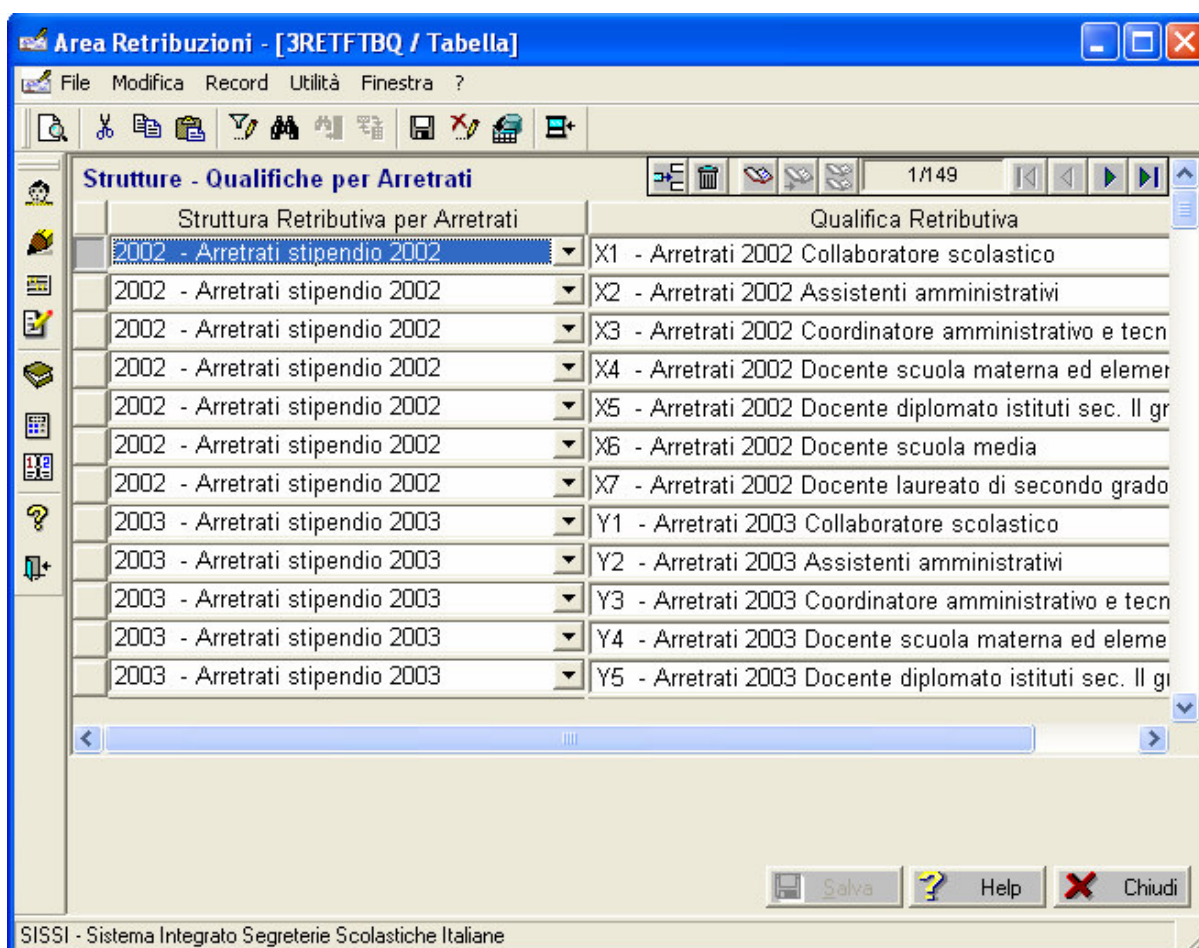 Area Retribuzioni - [3RETFTBQ / Tabella]
File Modifica Record Utilità Finestra ?
Strutture - Qualifiche per Arretrati 1/149
Struttura Retributiva per Arretrati Qualifica Retributiva
2002 - Arretrati stipendio 2002 X1 - Arretrati 2002 Collaboratore scolastico
2002 - Arretrati stipendio 2002 X2 - Arretrati 2002 Assistenti amministrativi
2002 - Arretrati stipendio 2002 X3 - Arretrati 2002 Coordinatore amministrativo e tecn
2002 - Arretrati stipendio 2002 X4 - Arretrati 2002 Docente scuola materna ed elemen
2002 - Arretrati stipendio 2002 X5 - Arretrati 2002 Docente diplomato istituti sec. II gr
2002 - Arretrati stipendio 2002 X6 - Arretrati 2002 Docente scuola media
2002 - Arretrati stipendio 2002 X7 - Arretrati 2002 Docente laureato di secondo grado
2003 - Arretrati stipendio 2003 Y1 - Arretrati 2003 Collaboratore scolastico
2003 - Arretrati stipendio 2003 Y2 - Arretrati 2003 Assistenti amministrativi
2003 - Arretrati stipendio 2003 Y3 - Arretrati 2003 Coordinatore amministrativo e tecn
2003 - Arretrati stipendio 2003 Y4 - Arretrati 2003 Docente scuola materna ed eleme
2003 - Arretrati stipendio 2003 Y5 - Arretrati 2003 Docente diplomato istituti sec. II gr
Salva Help Chiudi
SISSI - Sistema Integrato Segreterie Scolastiche Italiane